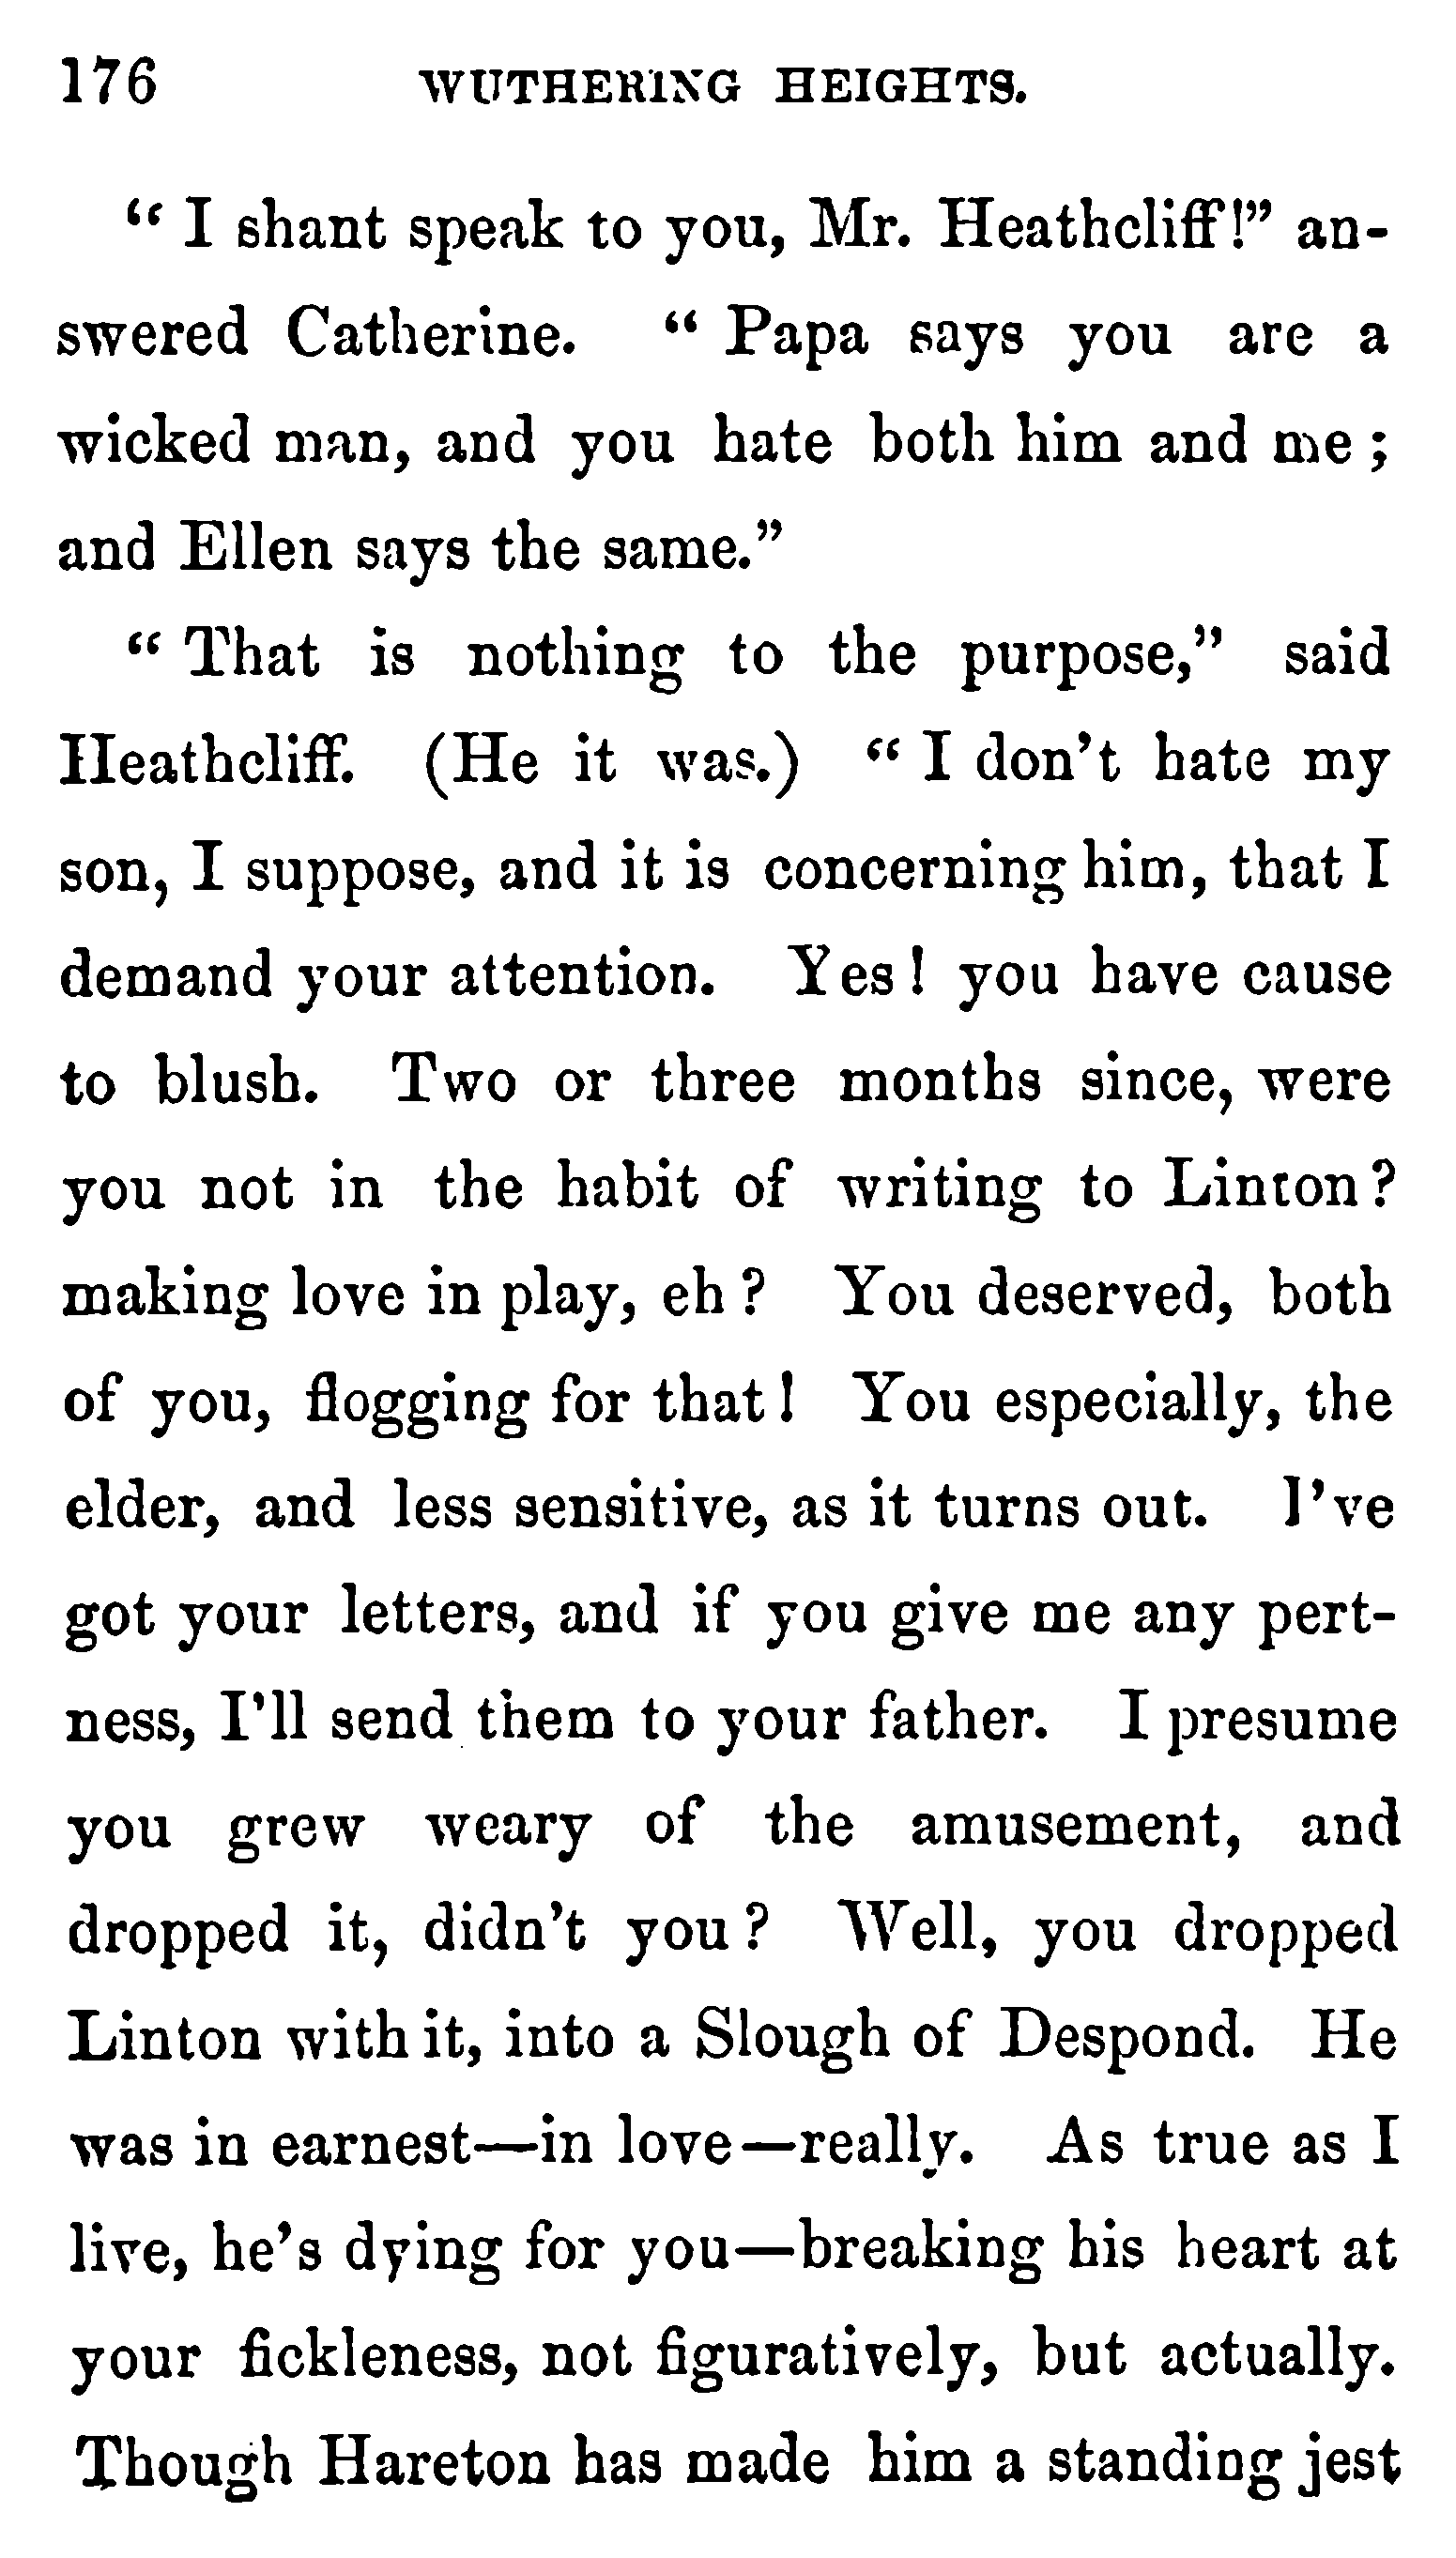 176 WUTHERING HEIGHTS.
“ I shant speak to you, Mr. Heathcliff!” an-
swered Catherine. “ Papa says you are a
wicked man, and you hate both him and me ;
and Ellen says the same.”
“ That is nothing to the purpose,” said
Heathcliff. (He it was.) “ I don’t hate my
son, I suppose, and it is concerning him, that I
demand your attention. Yes ! you have cause
to blush. Two or three months since, were
you not in the habit of writing to Linton ?
making love in play, eh ? You deserved, both
of you, flogging for that ! You especially, the
elder, and less sensitive, as it turns out. I’ve
got your letters, and if you give me any pert-
ness, I’ll send them to your father. I presume
you grew weary of the amusement, and
dropped it, didn’t you ? Well, you dropped
Linton with it, into a Slough of Despond. He
was in earnest—in love—really. As true as I
live, he’s dying for you—breaking his heart at
your fickleness, not figuratively, but actually.
Though Hareton has made him a standing jest